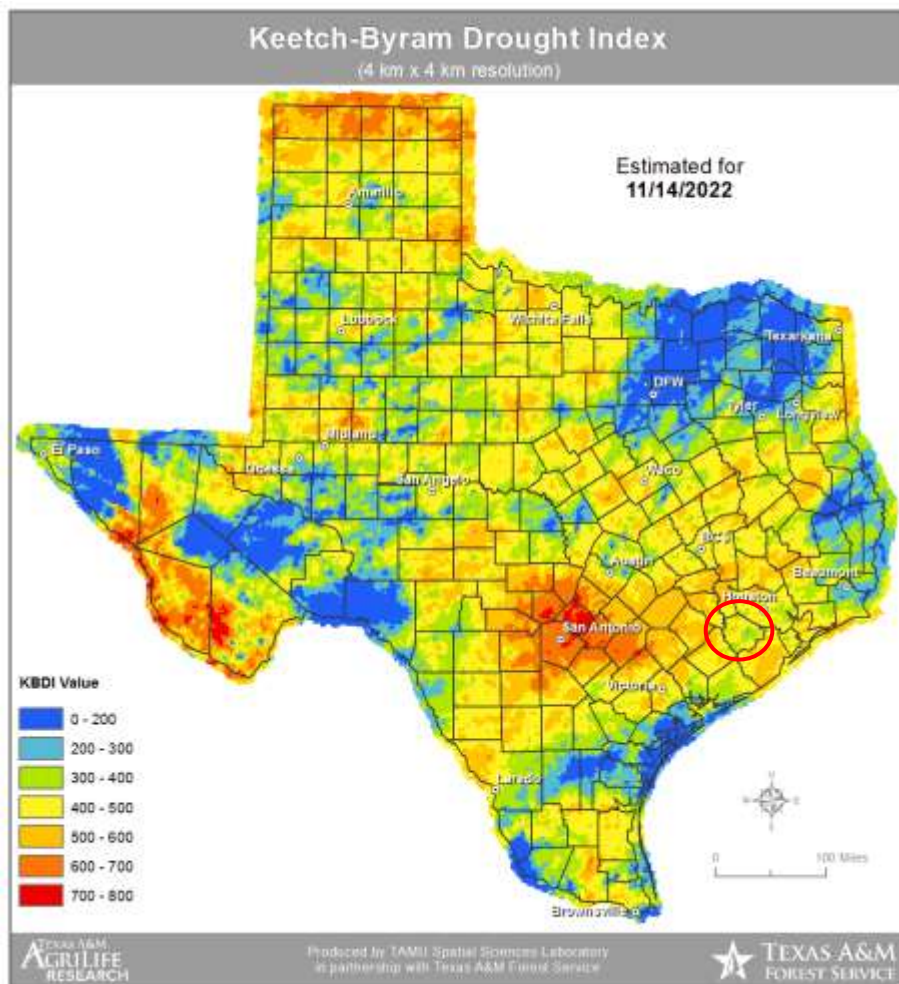 Keetch-Byram Drought Index
(4 km x 4 km resolution)
Estimated for
11/14/2022
Amarillo
Lubbock
Wichita Falls
Texarkana
DFW
Tyler
Longview
El Paso
Midland
Odessa
San Angelo
Waco
BCS
Austin
Beaumont
Houston
San Antonio
Victoria
Laredo
Brownsville
KBDI Value
0 - 200
200 - 300
300 - 400
400 - 500
500 - 600
600 - 700
700 - 800
0
100 Miles
TEXAS A&M
AGRILIFE
RESEARCH
Produced by TAMU Spatial Sciences Laboratory
in partnership with Texas A&M Forest Service
TEXAS A&M
FOREST SERVICE